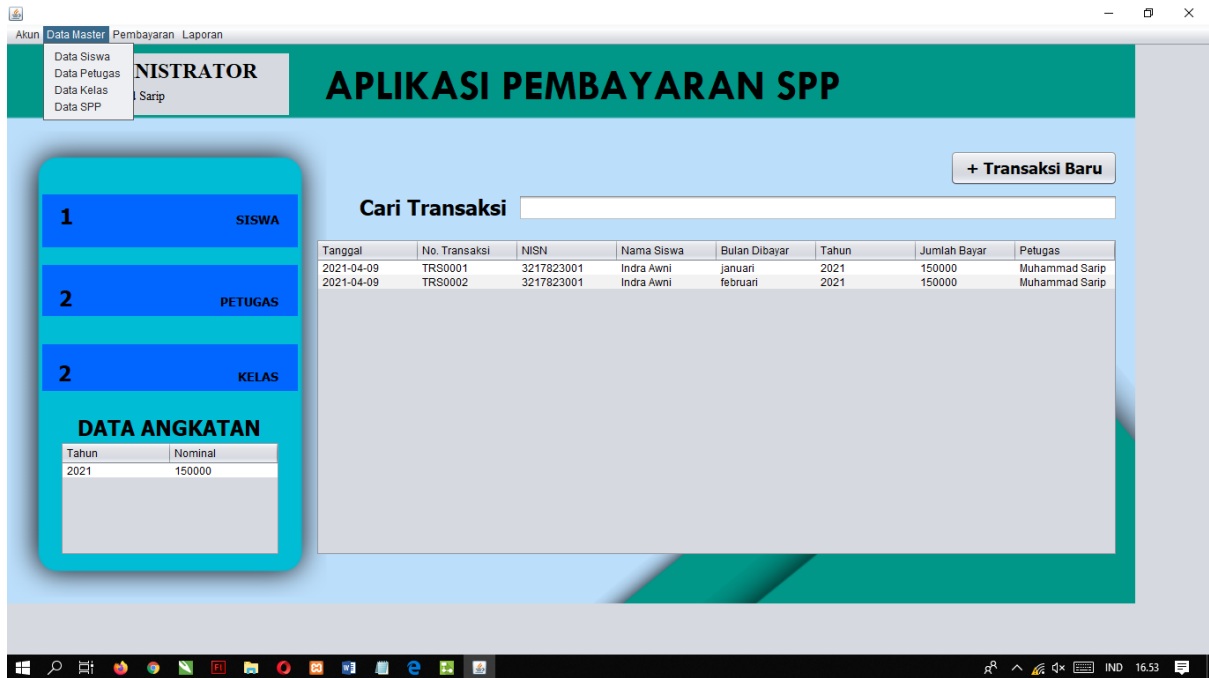 Akun Data Master Pembayaran Laporan
Data Siswa
Data Petugas
Data Kelas
Data SPP
NISTRATOR
Sarip
APLIKASI PEMBAYARAN SPP
+ Transaksi Baru
Cari Transaksi
1 SISWA
2 PETUGAS
2 KELAS
DATA ANGKATAN
Tahun Nominal
2021 150000
Tanggal No. Transaksi NISN Nama Siswa Bulan Dibayar Tahun Jumlah Bayar Petugas
2021-04-09 TRS0001 3217823001 Indra Awni januari 2021 150000 Muhammad Sarip
2021-04-09 TRS0002 3217823001 Indra Awni februari 2021 150000 Muhammad Sarip
IND 16.53